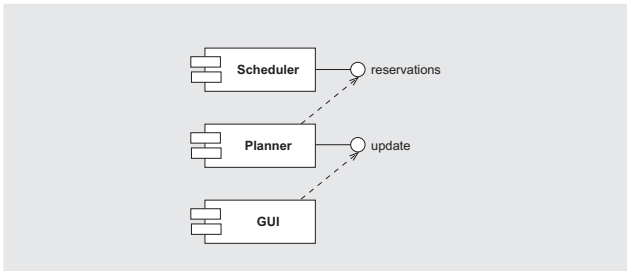 Scheduler
reservations
Planner
update
GUI